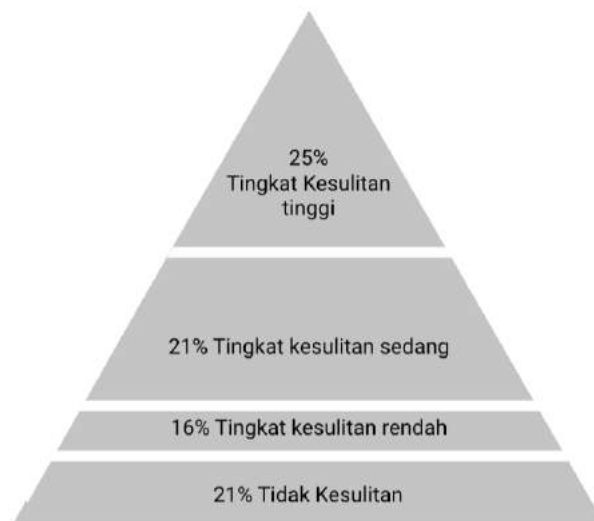 25%
Tingkat Kesulitan
tinggi
21% Tingkat kesulitan sedang
16% Tingkat kesulitan rendah
21% Tidak Kesulitan